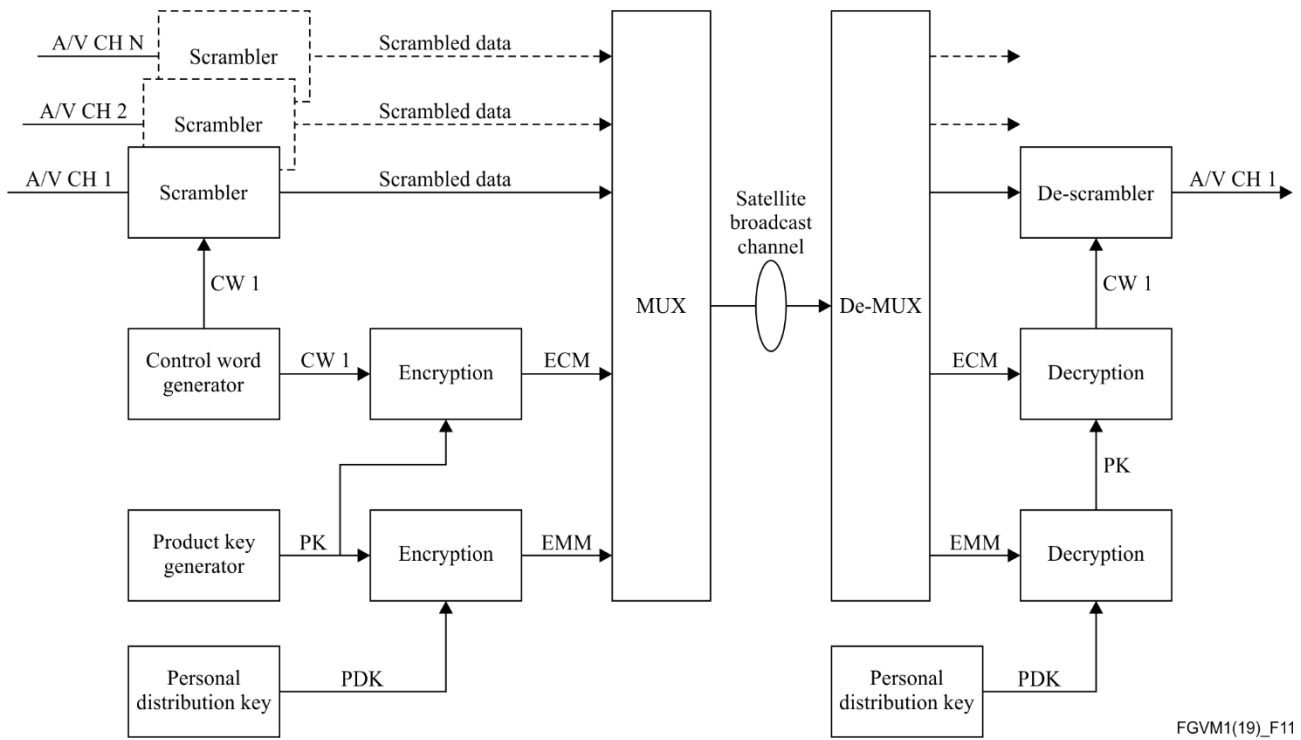 A/V CH N
Scrambler
Scrambled data
A/V CH 2
Scrambler
Scrambled data
A/V CH 1
Scrambler
Scrambled data
De-scrambler
A/V CH 1
Satellite
broadcast
channel
CW 1
CW 1
MUX
De-MUX
Control word
generator
CW 1
Encryption
ECM
ECM
Decryption
PK
Product key
generator
PK
Encryption
EMM
EMM
Decryption
Personal
distribution key
PDK
Personal
distribution key
PDK
FGVM1(19)_F11